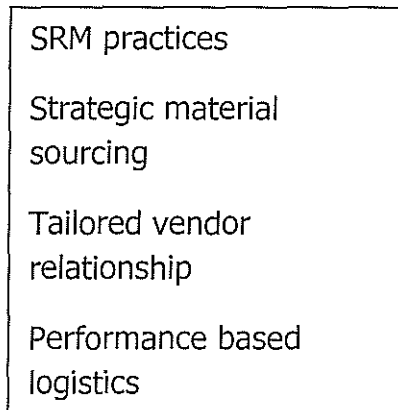 SRM practices
Strategic material
sourcing
Tailored vendor
relationship
Performance based
logistics